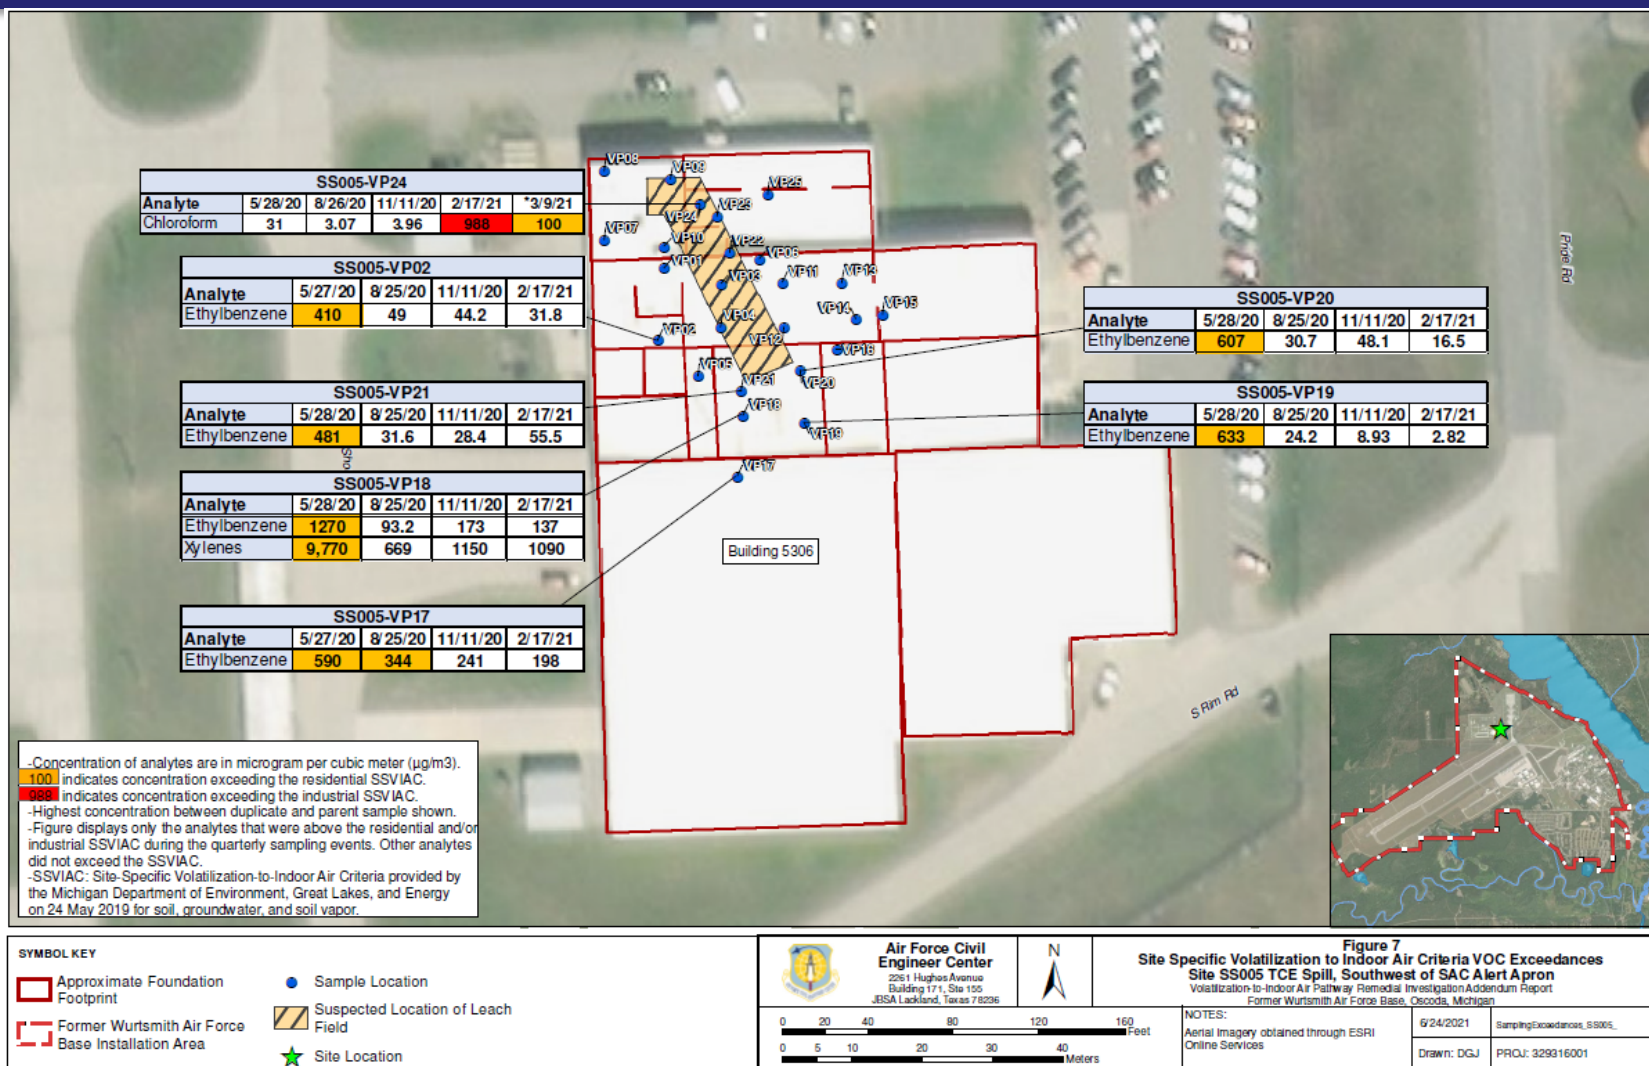 SS005-VP24
Analyte 5/28/20 8/26/20 11/11/20 2/17/21 *3/9/21
Chloroform 31 3.07 3.96 988 100
SS005-VP02
Analyte 5/27/20 8/25/20 11/11/20 2/17/21
Ethylbenzene 410 49 44.2 31.8
SS005-VP21
Analyte 5/28/20 8/25/20 11/11/20 2/17/21
Ethylbenzene 481 31.6 28.4 55.5
SS005-VP18
Analyte 5/28/20 8/25/20 11/11/20 2/17/21
Ethylbenzene 1270 93.2 173 137
Xylenes 9,770 669 1150 1090
SS005-VP17
Analyte 5/27/20 8/25/20 11/11/20 2/17/21
Ethylbenzene 590 344 241 198
SS005-VP20
Analyte 5/28/20 8/25/20 11/11/20 2/17/21
Ethylbenzene 607 30.7 48.1 16.5
SS005-VP19
Analyte 5/28/20 8/25/20 11/11/20 2/17/21
Ethylbenzene 633 24.2 8.93 2.82
VP08
VP09
VP25
VP24
VP23
VP07
VP10
VP22
VP06
VP01
VP03
VP11
VP13
VP14
VP15
VP02
VP04
VP12
VP16
VP05
VP21
VP20
VP18
VP19
VP17
Building 5306
Sho
S Rim Rd
-Concentration of analytes are in microgram per cubic meter (µg/m3).
100 indicates concentration exceeding the residential SSVIAC.
988 indicates concentration exceeding the industrial SSVIAC.
-Highest concentration between duplicate and parent sample shown.
-Figure displays only the analytes that were above the residential and/or
industrial SSVIAC during the quarterly sampling events. Other analytes
did not exceed the SSVIAC.
-SSVIAC: Site-Specific Volatilization-to-Indoor Air Criteria provided by
the Michigan Department of Environment, Great Lakes, and Energy
on 24 May 2019 for soil, groundwater, and soil vapor.
SYMBOL KEY
Approximate Foundation
Footprint
Former Wurtsmith Air Force
Base Installation Area
Sample Location
Suspected Location of Leach
Field
Site Location
Air Force Civil
Engineer Center
2261 Hughes Avenue
Building 171, Ste 155
JBSA Lackland, Texas 78236
N
Figure 7
Site Specific Volatilization to Indoor Air Criteria VOC Exceedances
Site SS005 TCE Spill, Southwest of SAC Alert Apron
Volatilization-to-Indoor Air Pathway Remedial Investigation Addendum Report
Former Wurtsmith Air Force Base, Oscoda, Michigan
0 20 40 80 120 160
Feet
0 5 10 20 30 40
Meters
NOTES:
Aerial Imagery obtained through ESRI
Online Services
6/24/2021
SamplingExceedances_SS005_
Drawn: DGJ
PROJ: 329316001